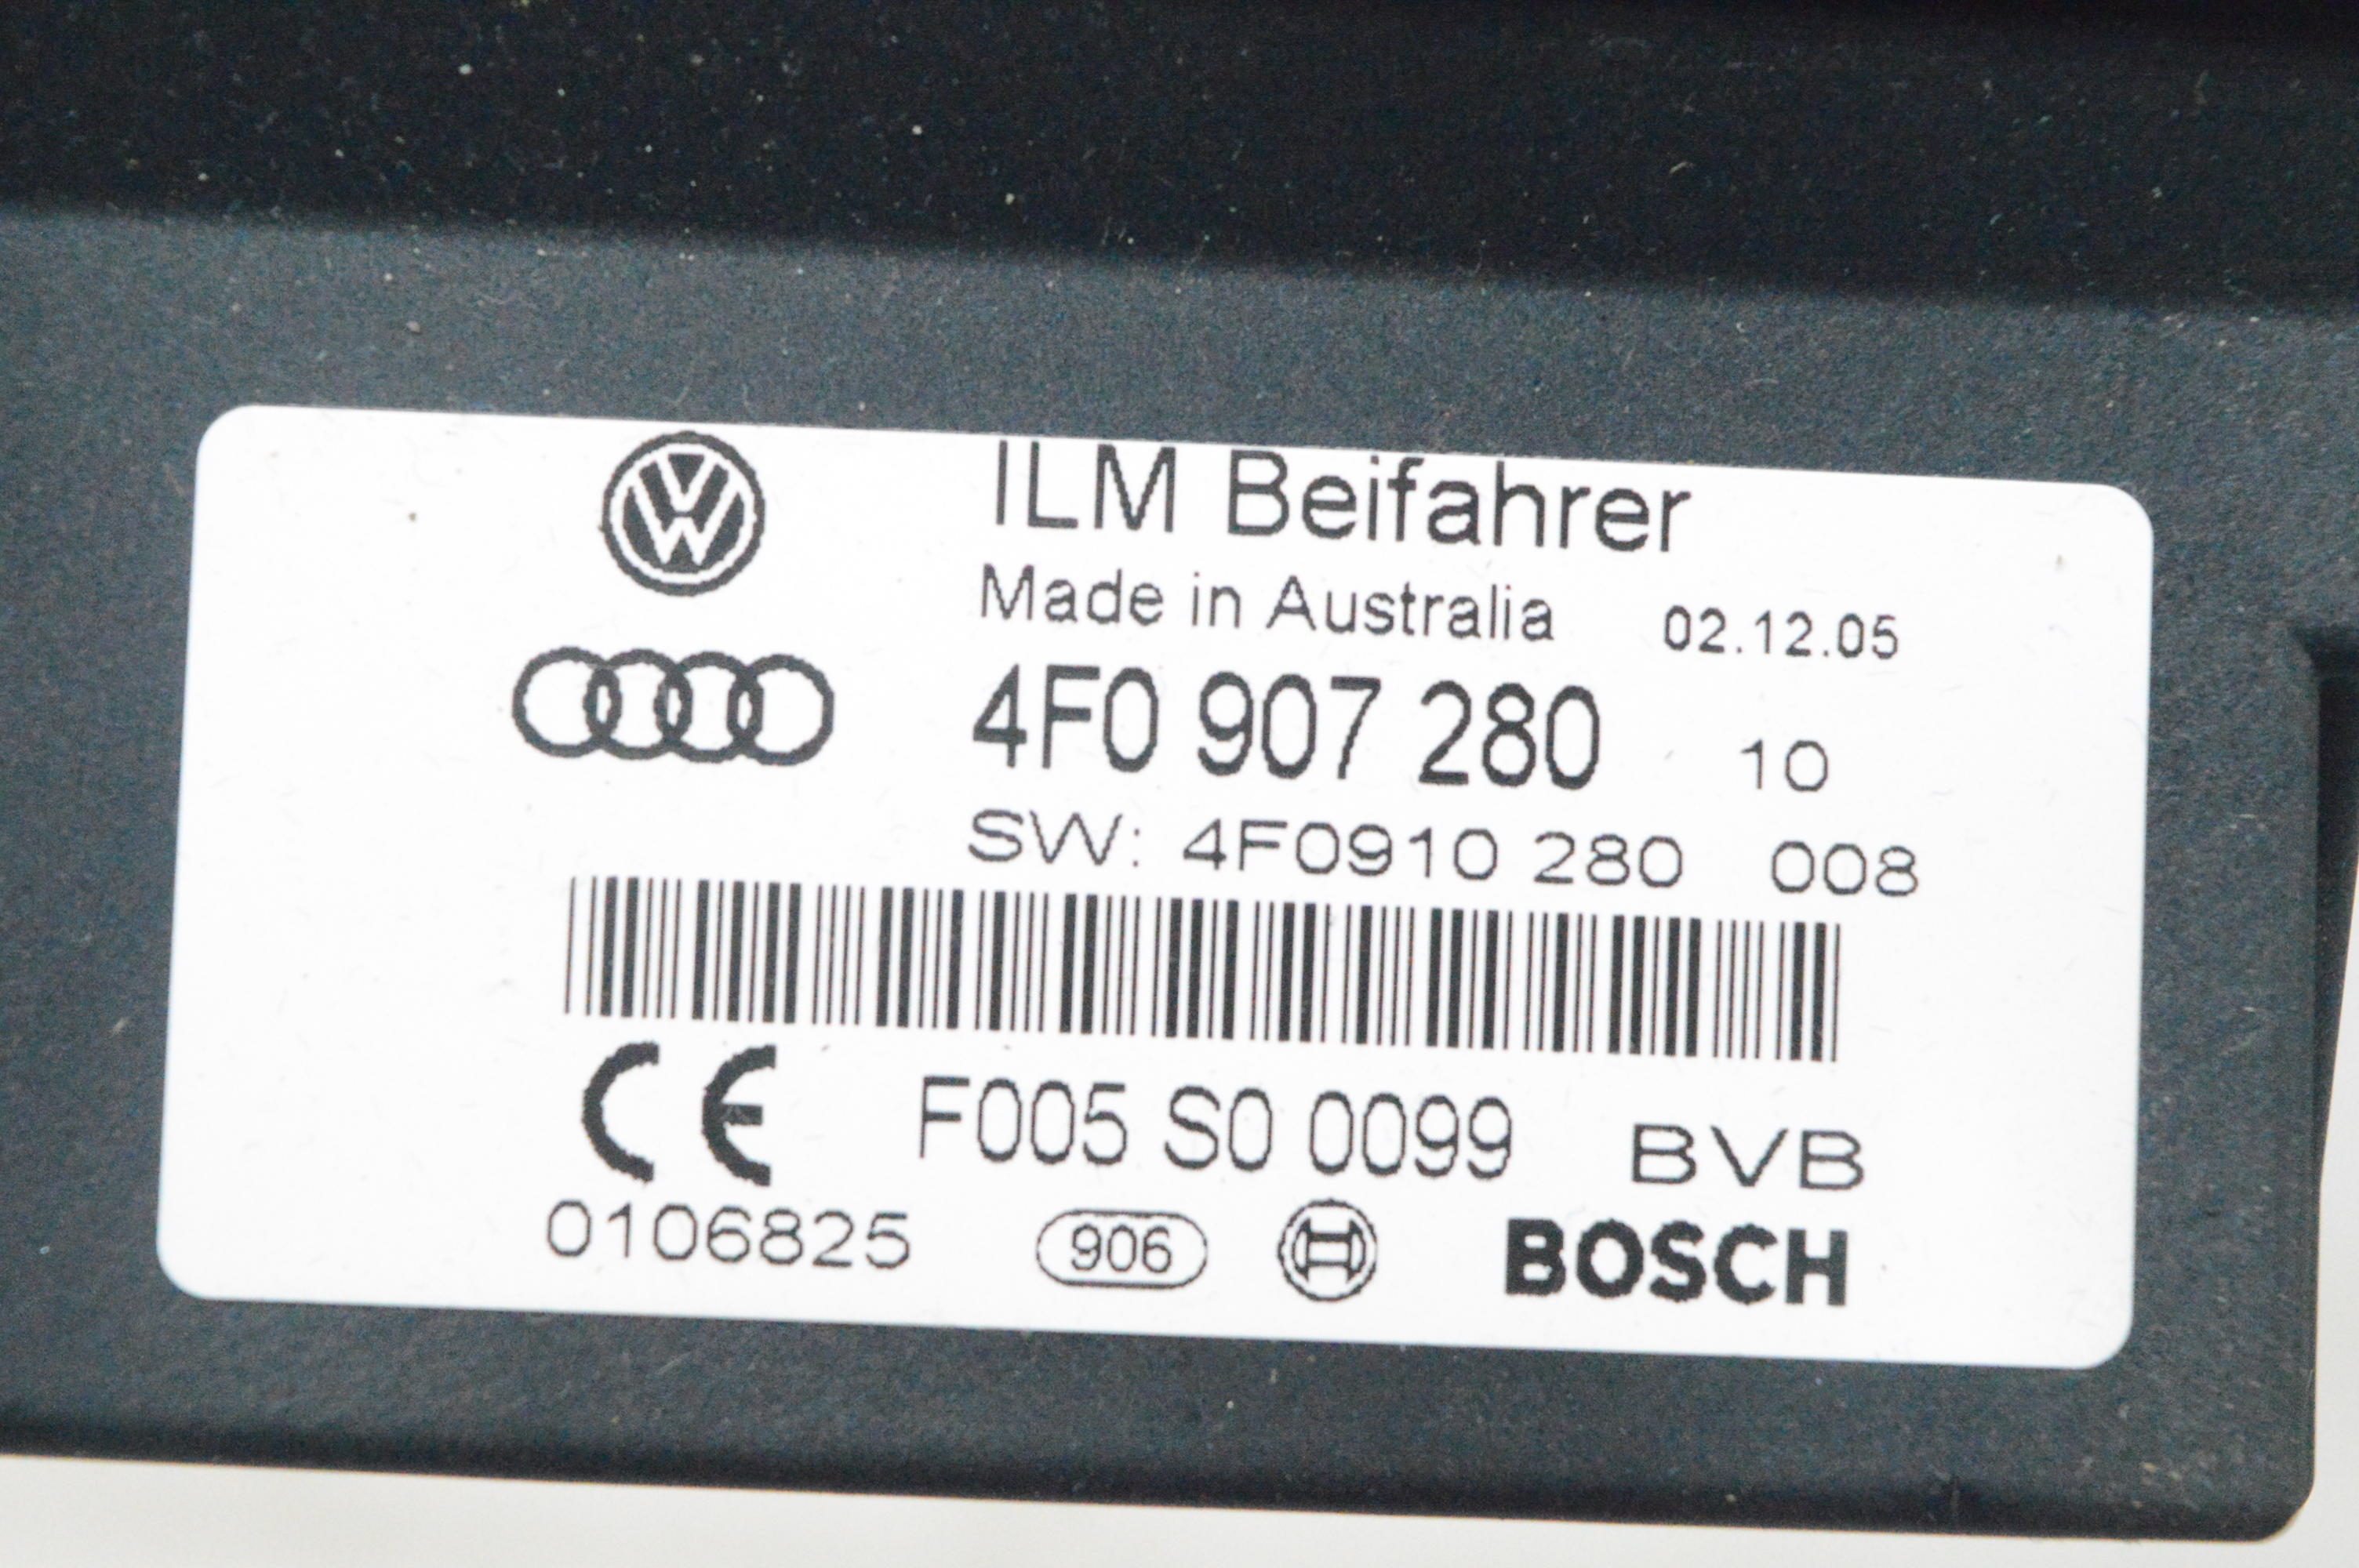 ILM Beifahrer
Made in Australia 02.12.05
4F0 907 280 10
SW: 4F0910 280 008
CE F005 S0 0099 BVB
0106825 906 BOSCH